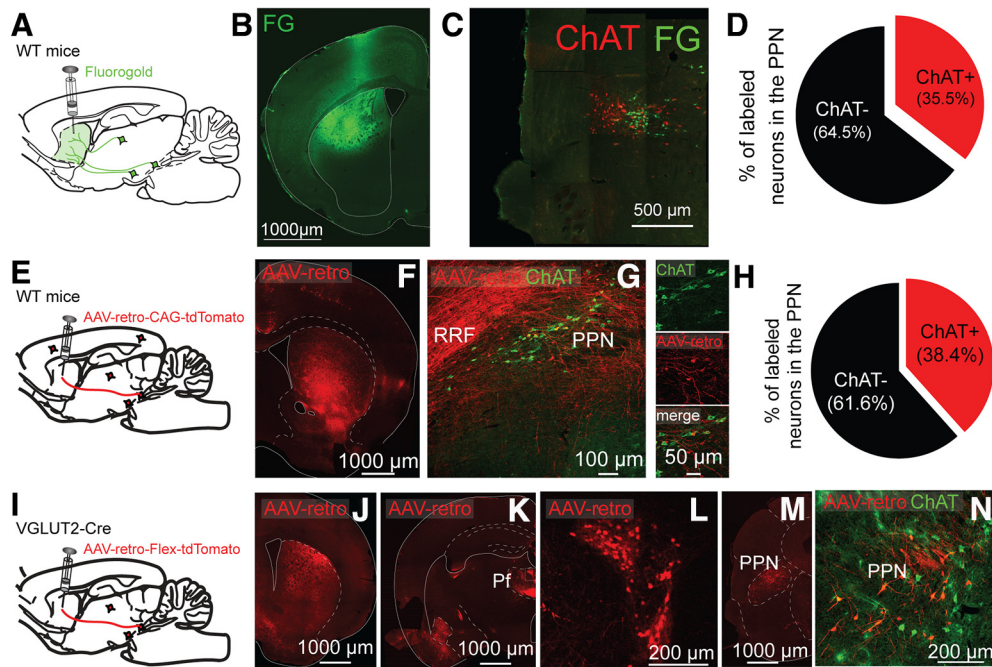 A
WT mice
Fluorogold
B
FG
1000µm
C
ChAT FG
500 µm
D
% of labeled
neurons in the PPN
ChAT-
(64.5%)
ChAT+
(35.5%)
E
WT mice
AAV-retro-CAG-tdTomato
AAV-retro
F
1000 µm
AAV-retro ChAT
G
RRF
PPN
100 µm
ChAT
AAV-retro
merge
50 µm
H
% of labeled
neurons in the PPN
ChAT-
(61.6%)
ChAT+
(38.4%)
I
VGLUT2-Cre
AAV-retro-Flex-tdTomato
AAV-retro
J
1000 µm
AAV-retro
K
Pf
1000 µm
AAV-retro
L
200 µm
AAV-retro
M
PPN
1000 µm
AAV-retro ChAT
N
PPN
200 µm